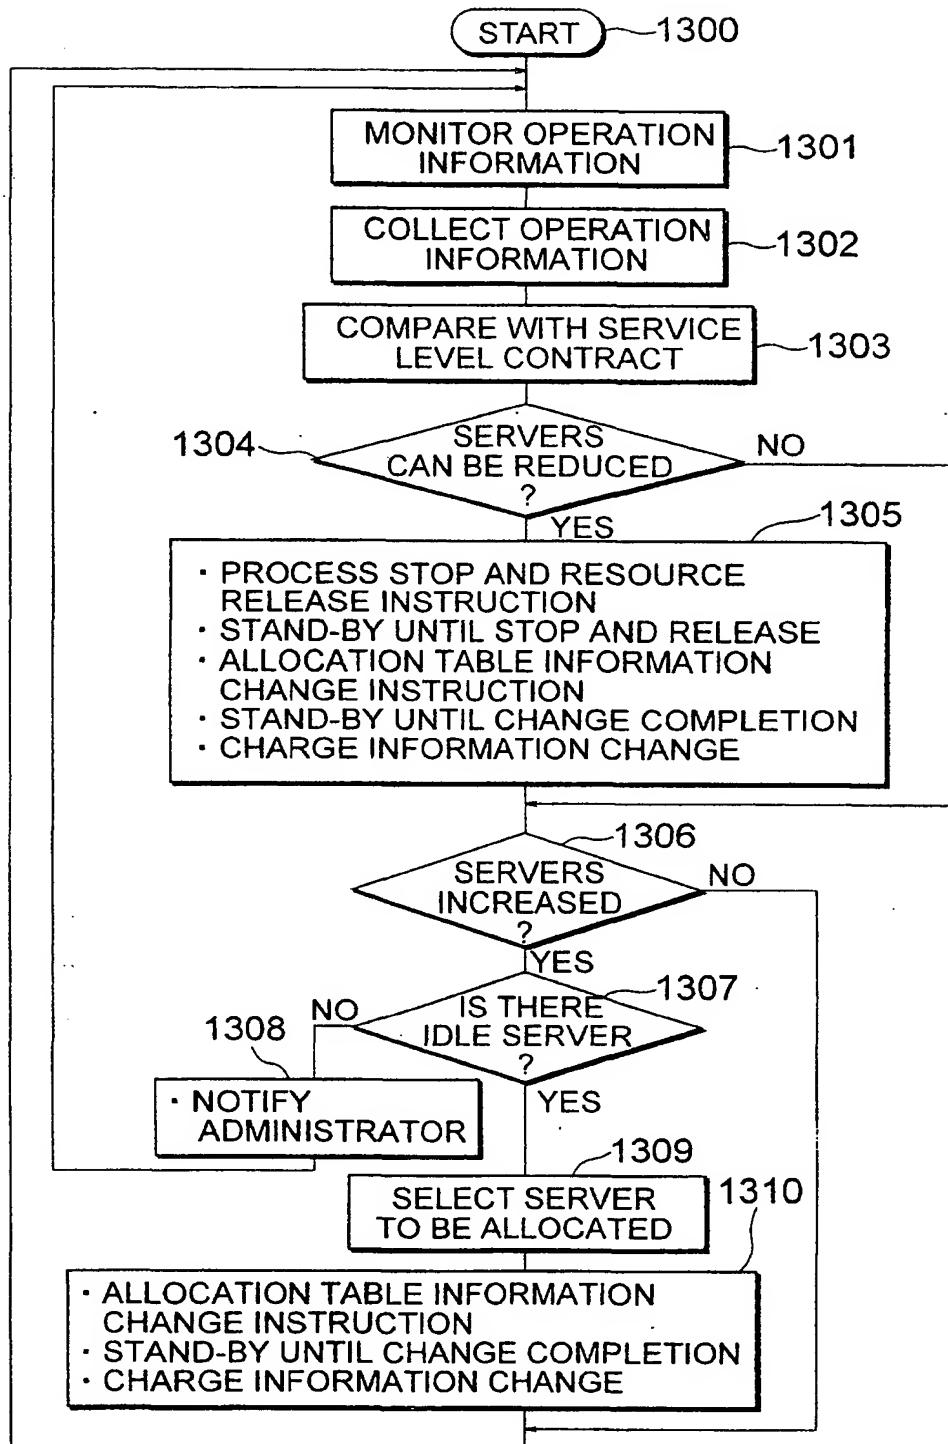 START
1300
MONITOR OPERATION
INFORMATION
1301
COLLECT OPERATION
INFORMATION
1302
COMPARE WITH SERVICE
LEVEL CONTRACT
1303
1304
SERVERS
CAN BE REDUCED
?
NO
YES
1305
· PROCESS STOP AND RESOURCE
RELEASE INSTRUCTION
· STAND-BY UNTIL STOP AND RELEASE
· ALLOCATION TABLE INFORMATION
CHANGE INSTRUCTION
· STAND-BY UNTIL CHANGE COMPLETION
· CHARGE INFORMATION CHANGE
1306
SERVERS
INCREASED
?
NO
YES
1307
IS THERE
IDLE SERVER
?
NO
YES
1308
· NOTIFY
ADMINISTRATOR
1309
SELECT SERVER
TO BE ALLOCATED
1310
· ALLOCATION TABLE INFORMATION
CHANGE INSTRUCTION
· STAND-BY UNTIL CHANGE COMPLETION
· CHARGE INFORMATION CHANGE